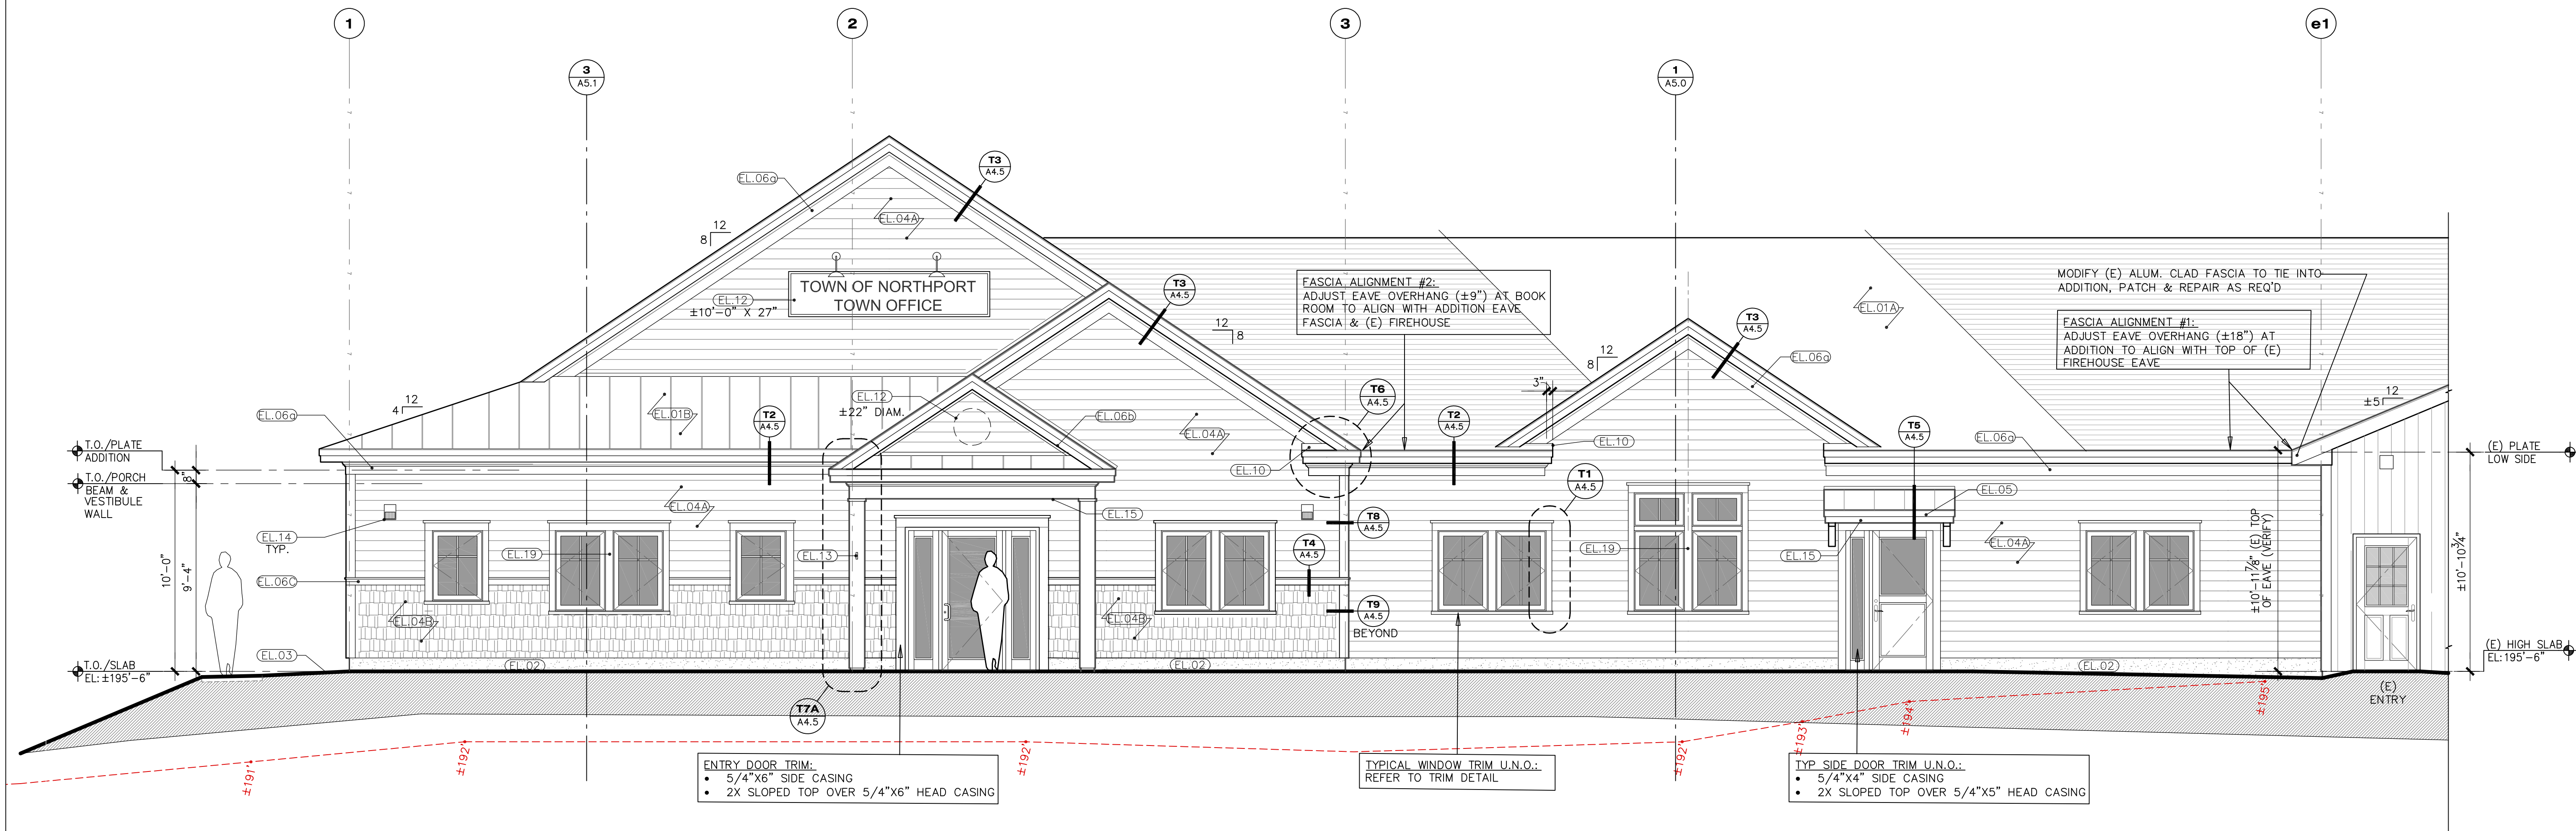 1
2
3
e1
3
A5.1
1
A5.0
T3
A4.5
EL.06a
EL.04A
12
8
TOWN OF NORTHPORT
TOWN OFFICE
EL.12
±10'-0" X 27"
T3
A4.5
12
8
FASCIA ALIGNMENT #2:
ADJUST EAVE OVERHANG (±9") AT BOOK
ROOM TO ALIGN WITH ADDITION EAVE
FASCIA & (E) FIREHOUSE
MODIFY (E) ALUM. CLAD FASCIA TO TIE INTO
ADDITION, PATCH & REPAIR AS REQ'D
EL.01A
FASCIA ALIGNMENT #1:
ADJUST EAVE OVERHANG (±18") AT
ADDITION TO ALIGN WITH TOP OF (E)
FIREHOUSE EAVE
T3
A4.5
12
8
EL.06a
3"
T6
A4.5
12
±5
12
4
EL.06a
EL.01B
EL.12
±22" DIAM.
EL.06b
T2
A4.5
EL.04A
T2
A4.5
EL.10
T5
A4.5
EL.06a
T.O./PLATE
ADDITION
8"
T.O./PORCH
BEAM &
VESTIBULE
WALL
EL.10
T1
A4.5
(E) PLATE
LOW SIDE
EL.04A
EL.15
EL.05
EL.14
TYP.
T8
A4.5
EL.19
EL.13
T4
A4.5
EL.19
EL.15
EL.04A
10'-0"
9'-4"
EL.06C
±10'-11⅞" (E) TOP
OF EAVE (VERIFY)
±10'-10¾"
EL.04B
EL.04B
T9
A4.5
BEYOND
EL.03
T.O./SLAB
EL: ±195'-6"
EL.02
EL.02
EL.02
(E) HIGH SLAB
EL: 195'-6"
(E)
ENTRY
T7A
A4.5
±191'
±192'
±192'
±192'
±193'
±194'
±195'
ENTRY DOOR TRIM:
• 5/4"X6" SIDE CASING
• 2X SLOPED TOP OVER 5/4"X6" HEAD CASING
TYPICAL WINDOW TRIM U.N.O.:
REFER TO TRIM DETAIL
TYP SIDE DOOR TRIM U.N.O.:
• 5/4"X4" SIDE CASING
• 2X SLOPED TOP OVER 5/4"X5" HEAD CASING